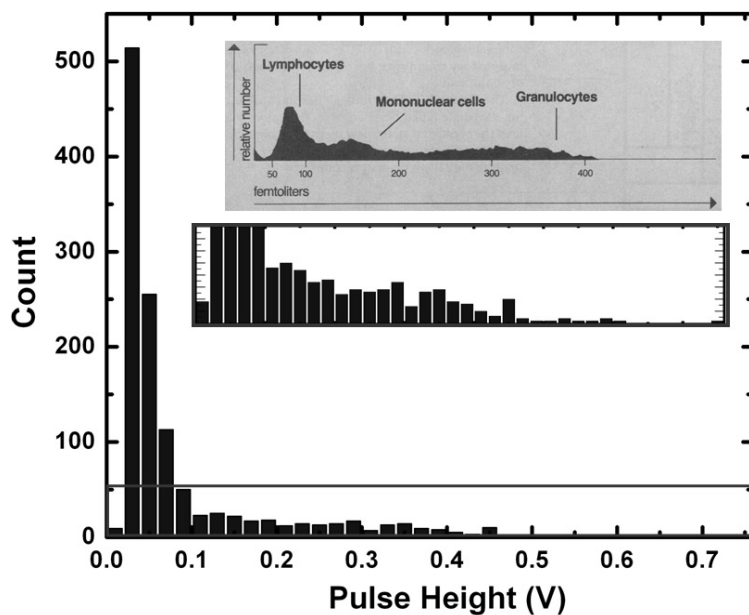 500
400
300
200
100
0
Count
0.0 0.1 0.2 0.3 0.4 0.5 0.6 0.7
Pulse Height (V)
relative number
Lymphocytes
Mononuclear cells
Granulocytes
50 100 200 300 400
femtoliters